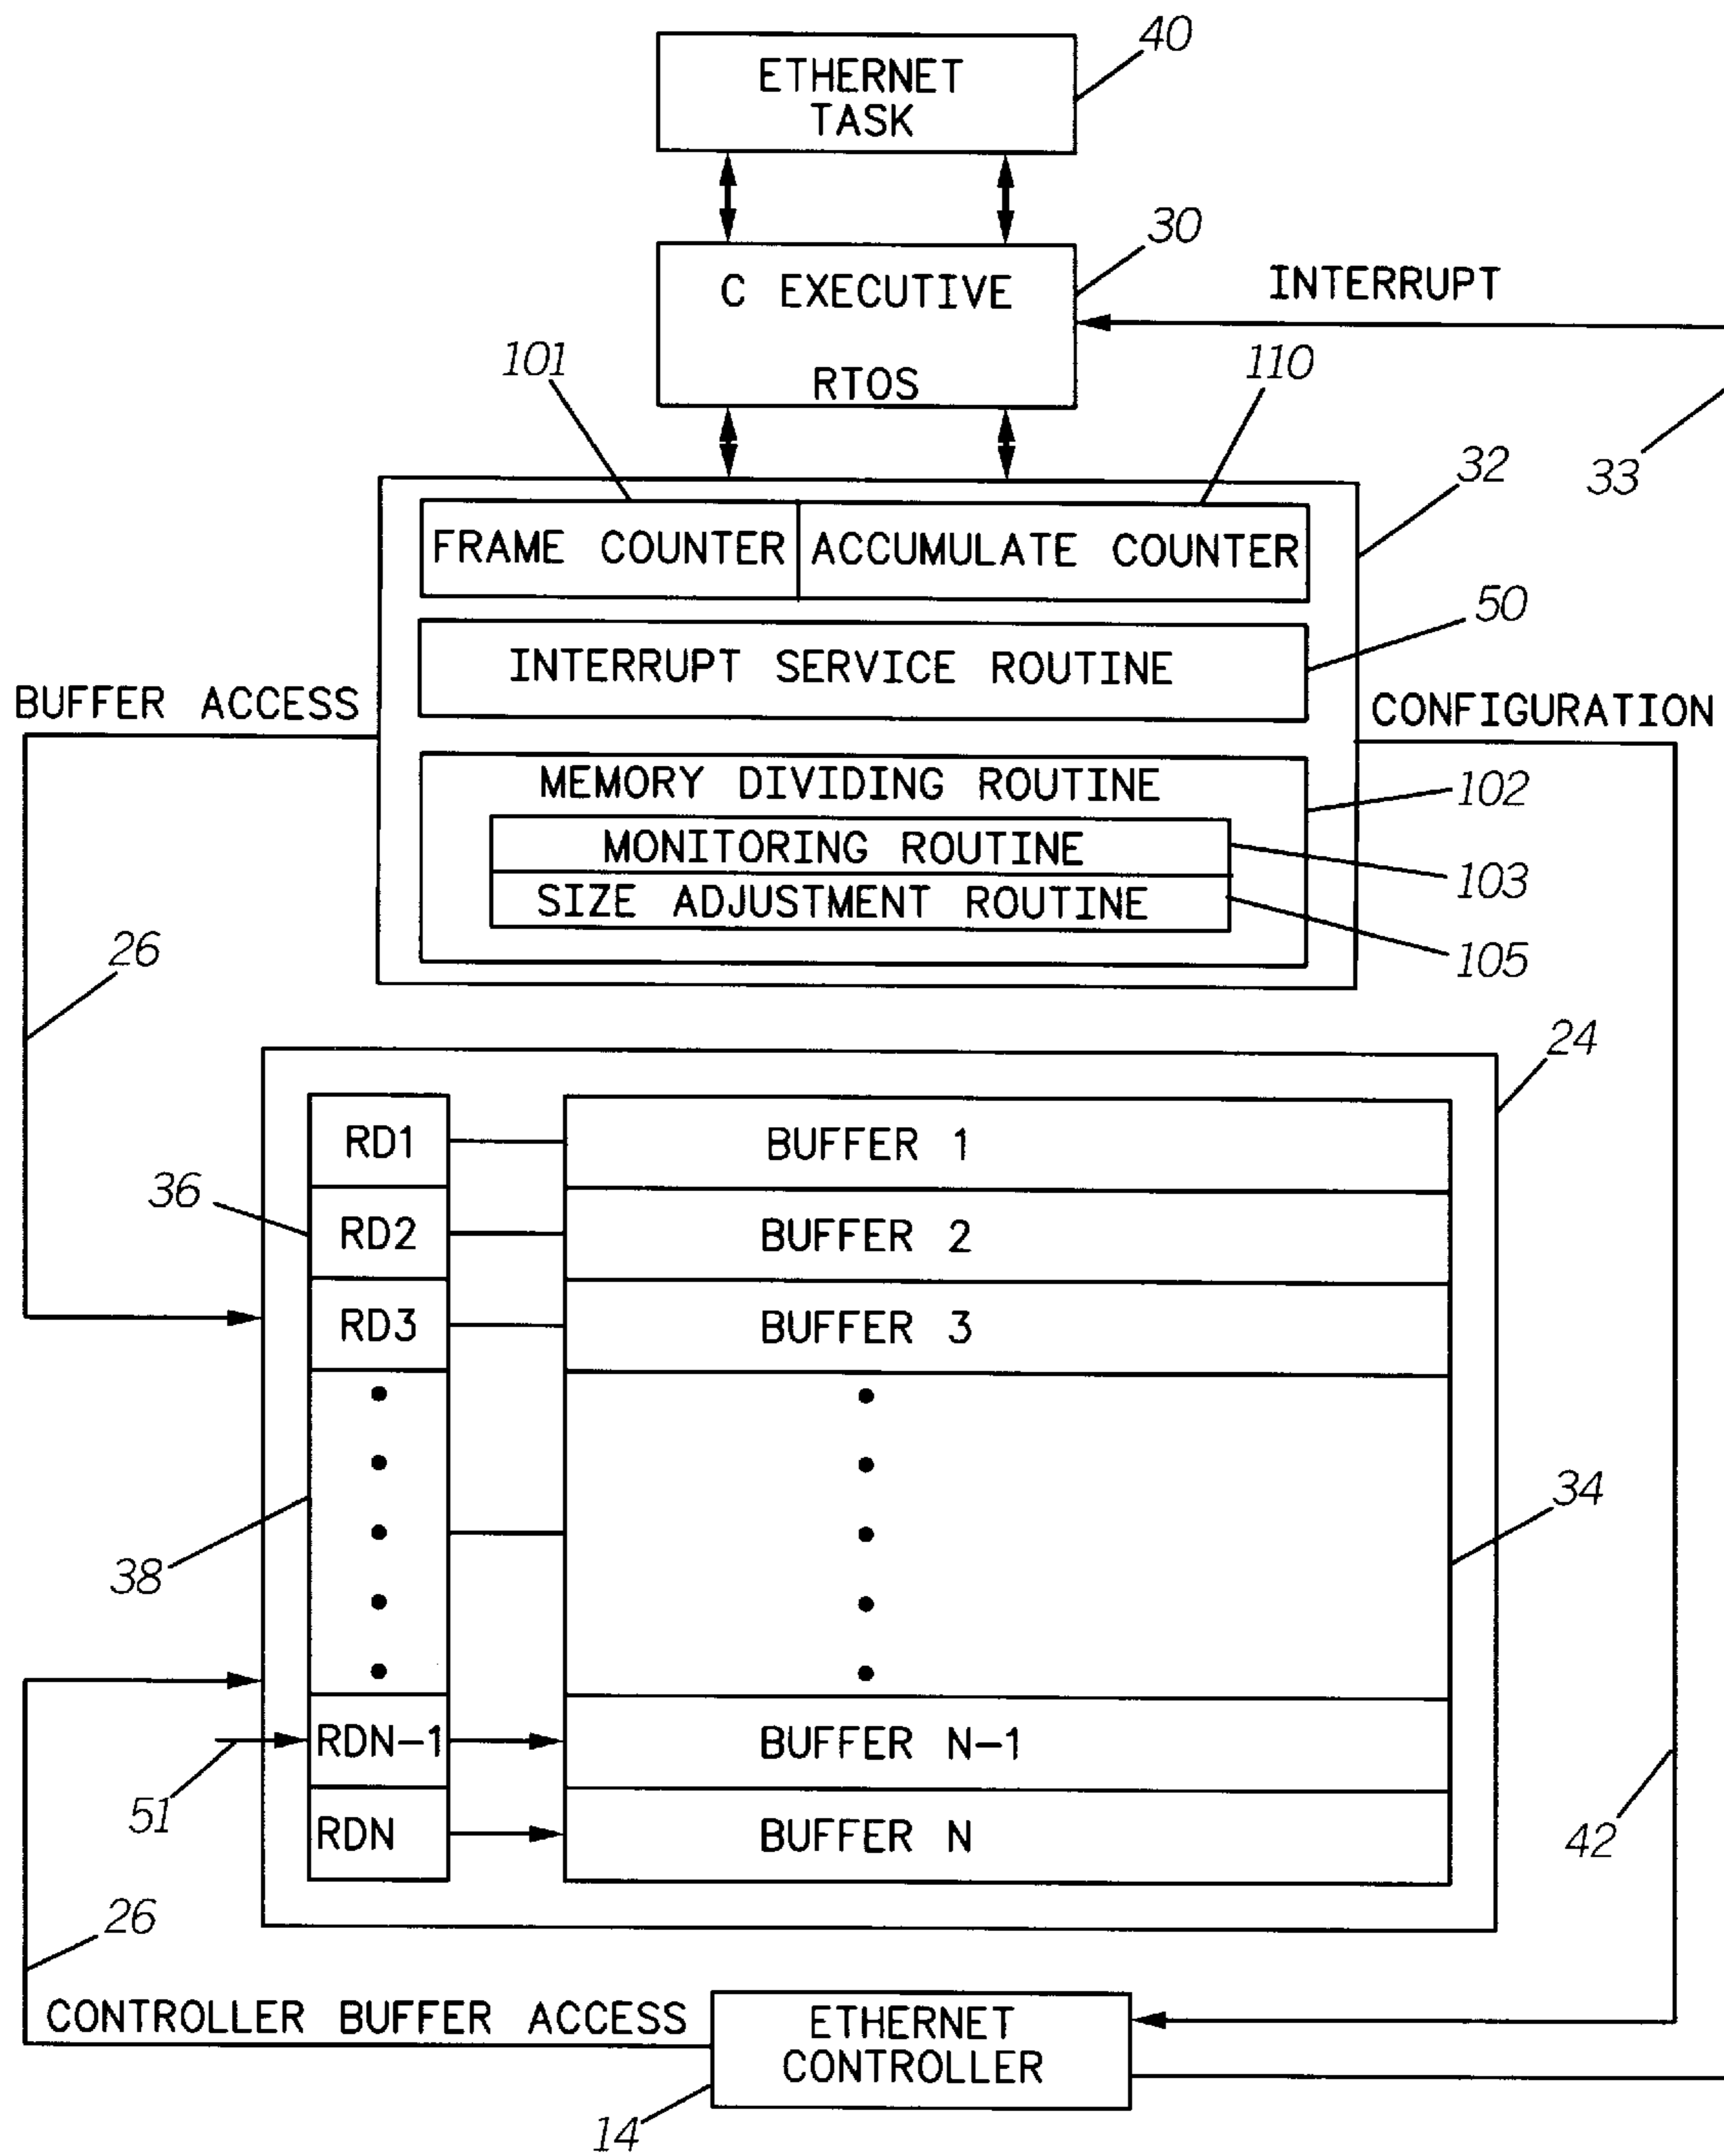 40
ETHERNET
TASK
30
C EXECUTIVE
INTERRUPT
RTOS
101
110
33
32
FRAME COUNTER
ACCUMULATE COUNTER
50
INTERRUPT SERVICE ROUTINE
BUFFER ACCESS
CONFIGURATION
MEMORY DIVIDING ROUTINE
102
MONITORING ROUTINE
103
SIZE ADJUSTMENT ROUTINE
105
26
24
RD1
BUFFER 1
36
RD2
BUFFER 2
RD3
BUFFER 3
34
38
RDN-1
BUFFER N-1
51
RDN
BUFFER N
42
26
CONTROLLER BUFFER ACCESS
ETHERNET
CONTROLLER
14